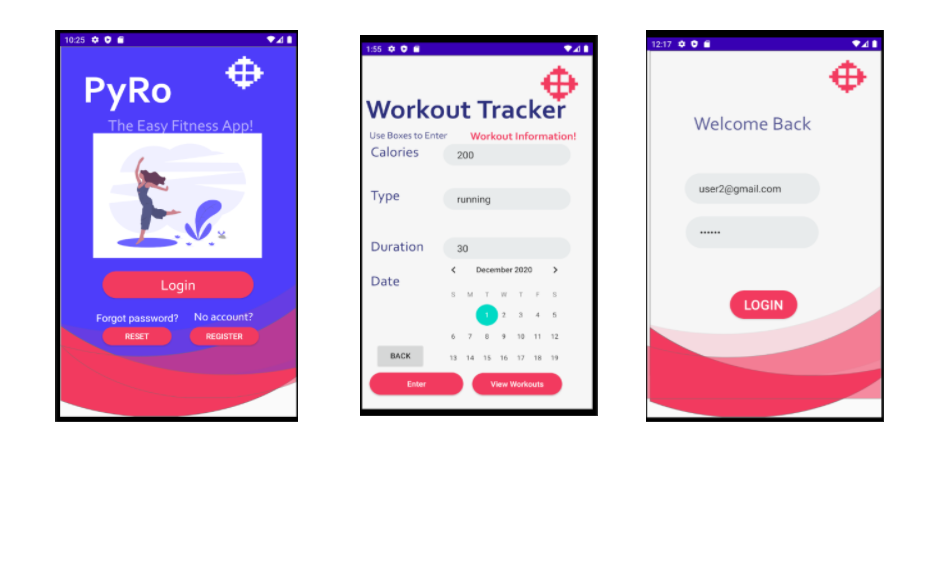 10:25
PyRo
The Easy Fitness App!
Login
Forgot password? No account?
RESET REGISTER
1:55
Workout Tracker
Use Boxes to Enter Workout Information!
Calories 200
Type running
Duration 30
Date
December 2020
S M T W T F S
1 2 3 4 5
6 7 8 9 10 11 12
13 14 15 16 17 18 19
BACK
Enter View Workouts
12:17
Welcome Back
user2@gmail.com
••••••
LOGIN